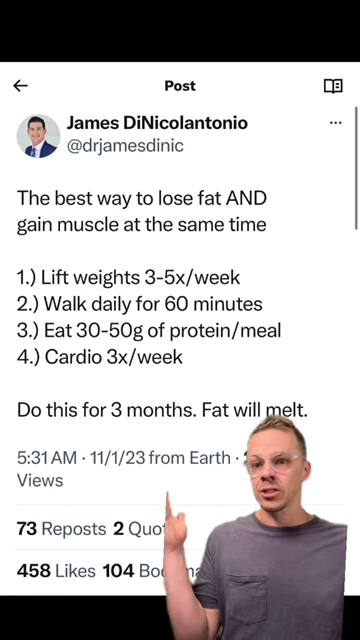 Post
James DiNicolantonio
@drjamesdinic
The best way to lose fat AND
gain muscle at the same time
1.) Lift weights 3-5x/week
2.) Walk daily for 60 minutes
3.) Eat 30-50g of protein/meal
4.) Cardio 3x/week
Do this for 3 months. Fat will melt.
5:31 AM · 11/1/23 from Earth ·
Views
73 Reposts 2
458 Likes 104